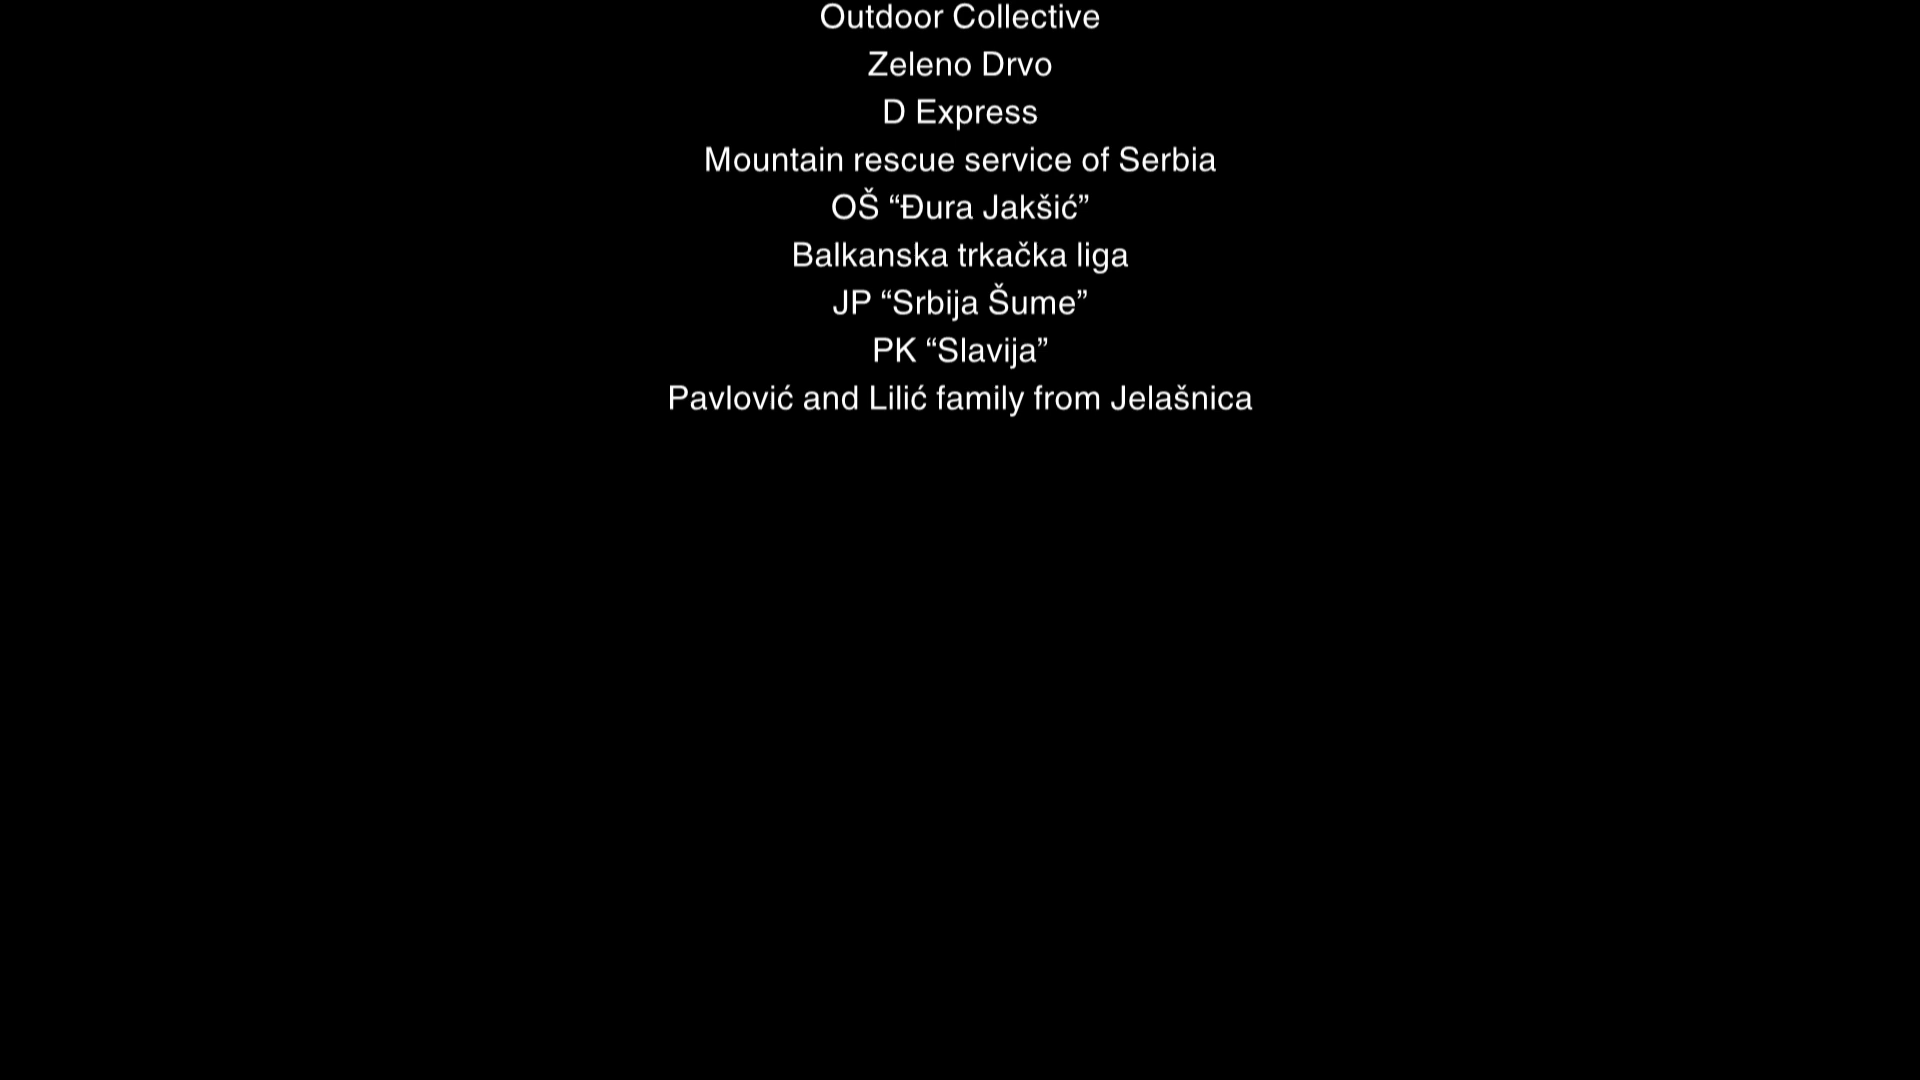 Outdoor Collective
Zeleno Drvo
D Express
Mountain rescue service of Serbia
OŠ “Đura Jakšić”
Balkanska trkačka liga
JP “Srbija Šume”
PK “Slavija”
Pavlović and Lilić family from Jelašnica